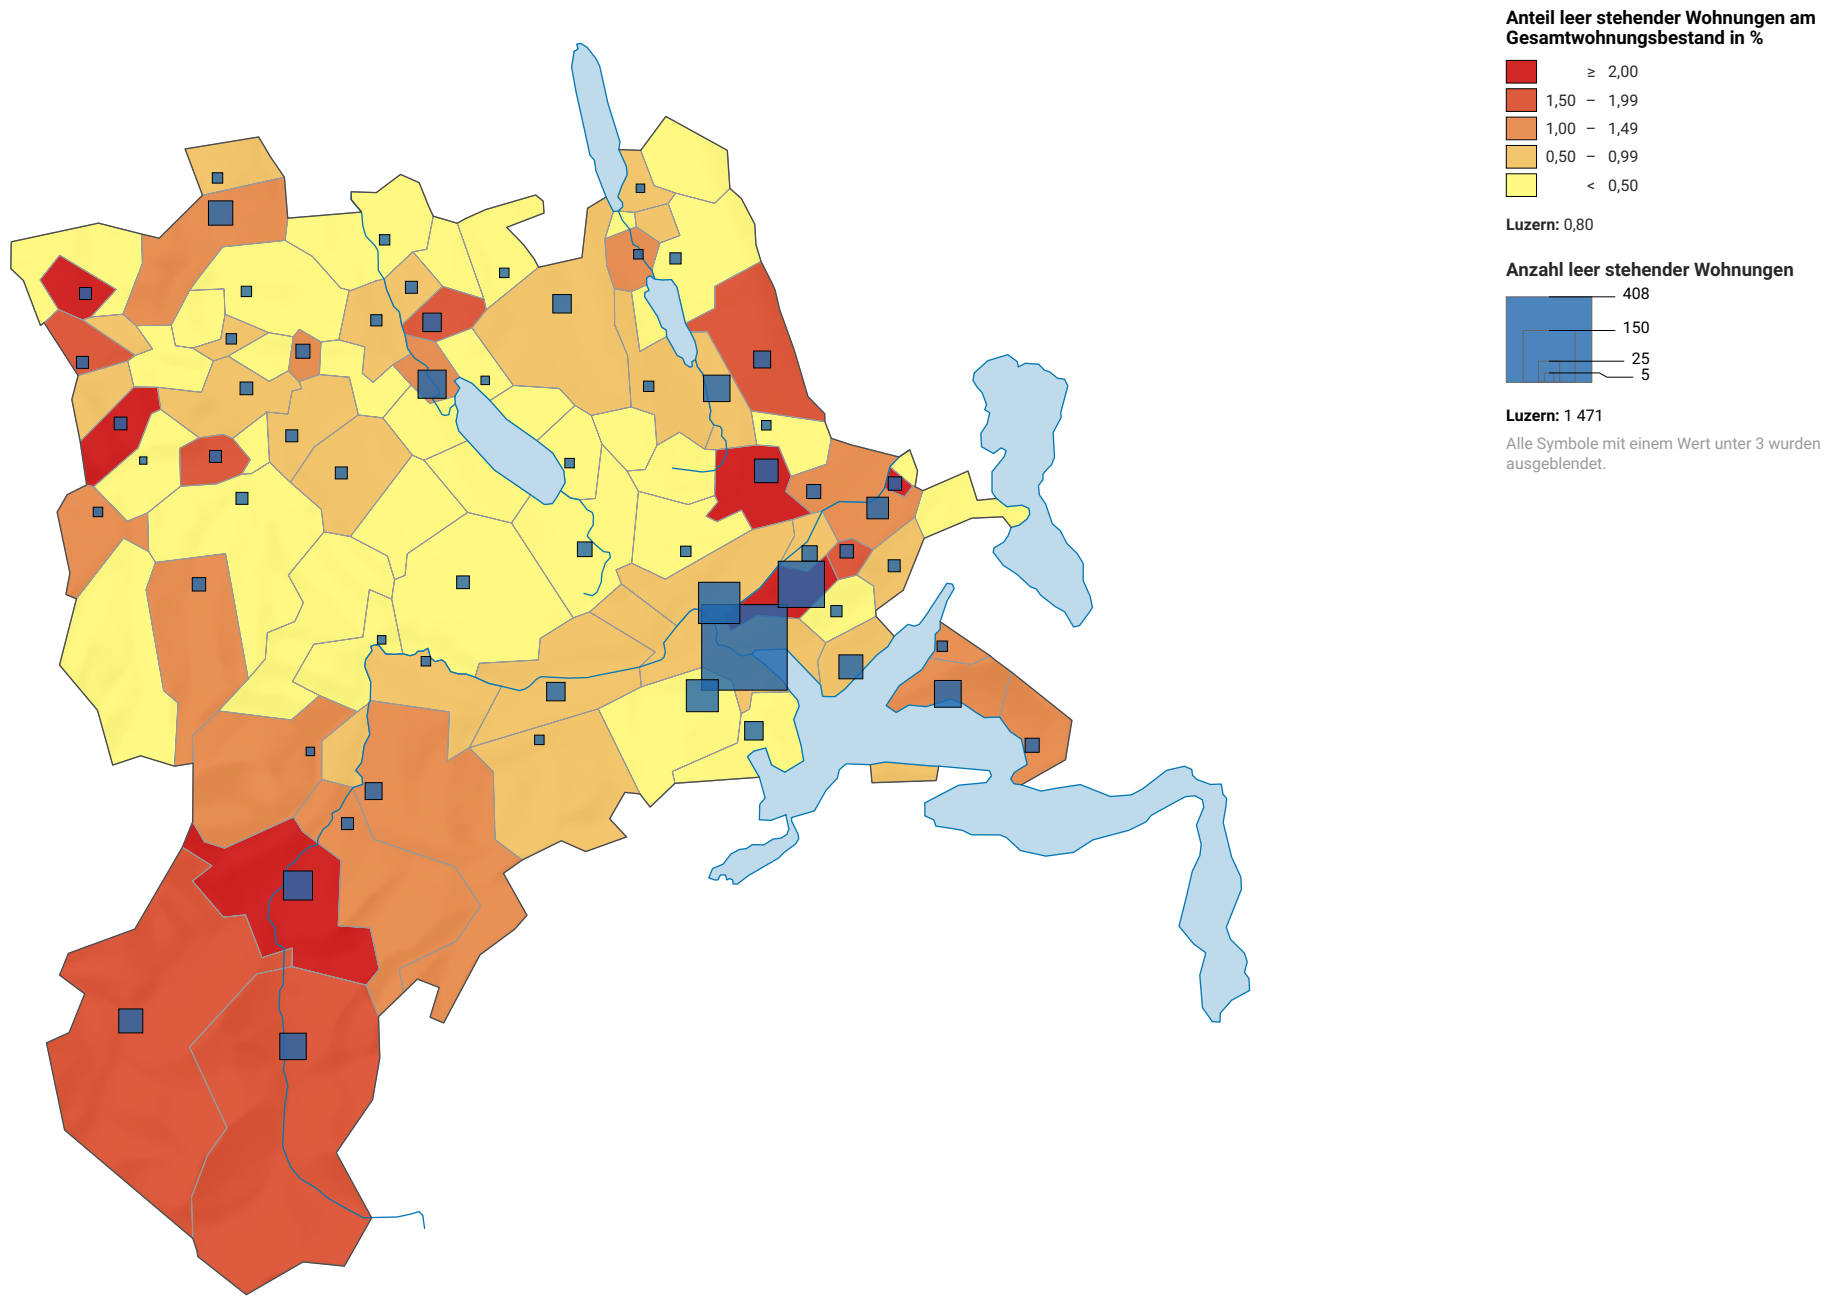 Anteil leer stehender Wohnungen am
Gesamtwohnungsbestand in %
≥ 2,00
1,50 – 1,99
1,00 – 1,49
0,50 – 0,99
< 0,50
Luzern: 0,80
Anzahl leer stehender Wohnungen
408
150
25
5
Luzern: 1 471
Alle Symbole mit einem Wert unter 3 wurden
ausgeblendet.